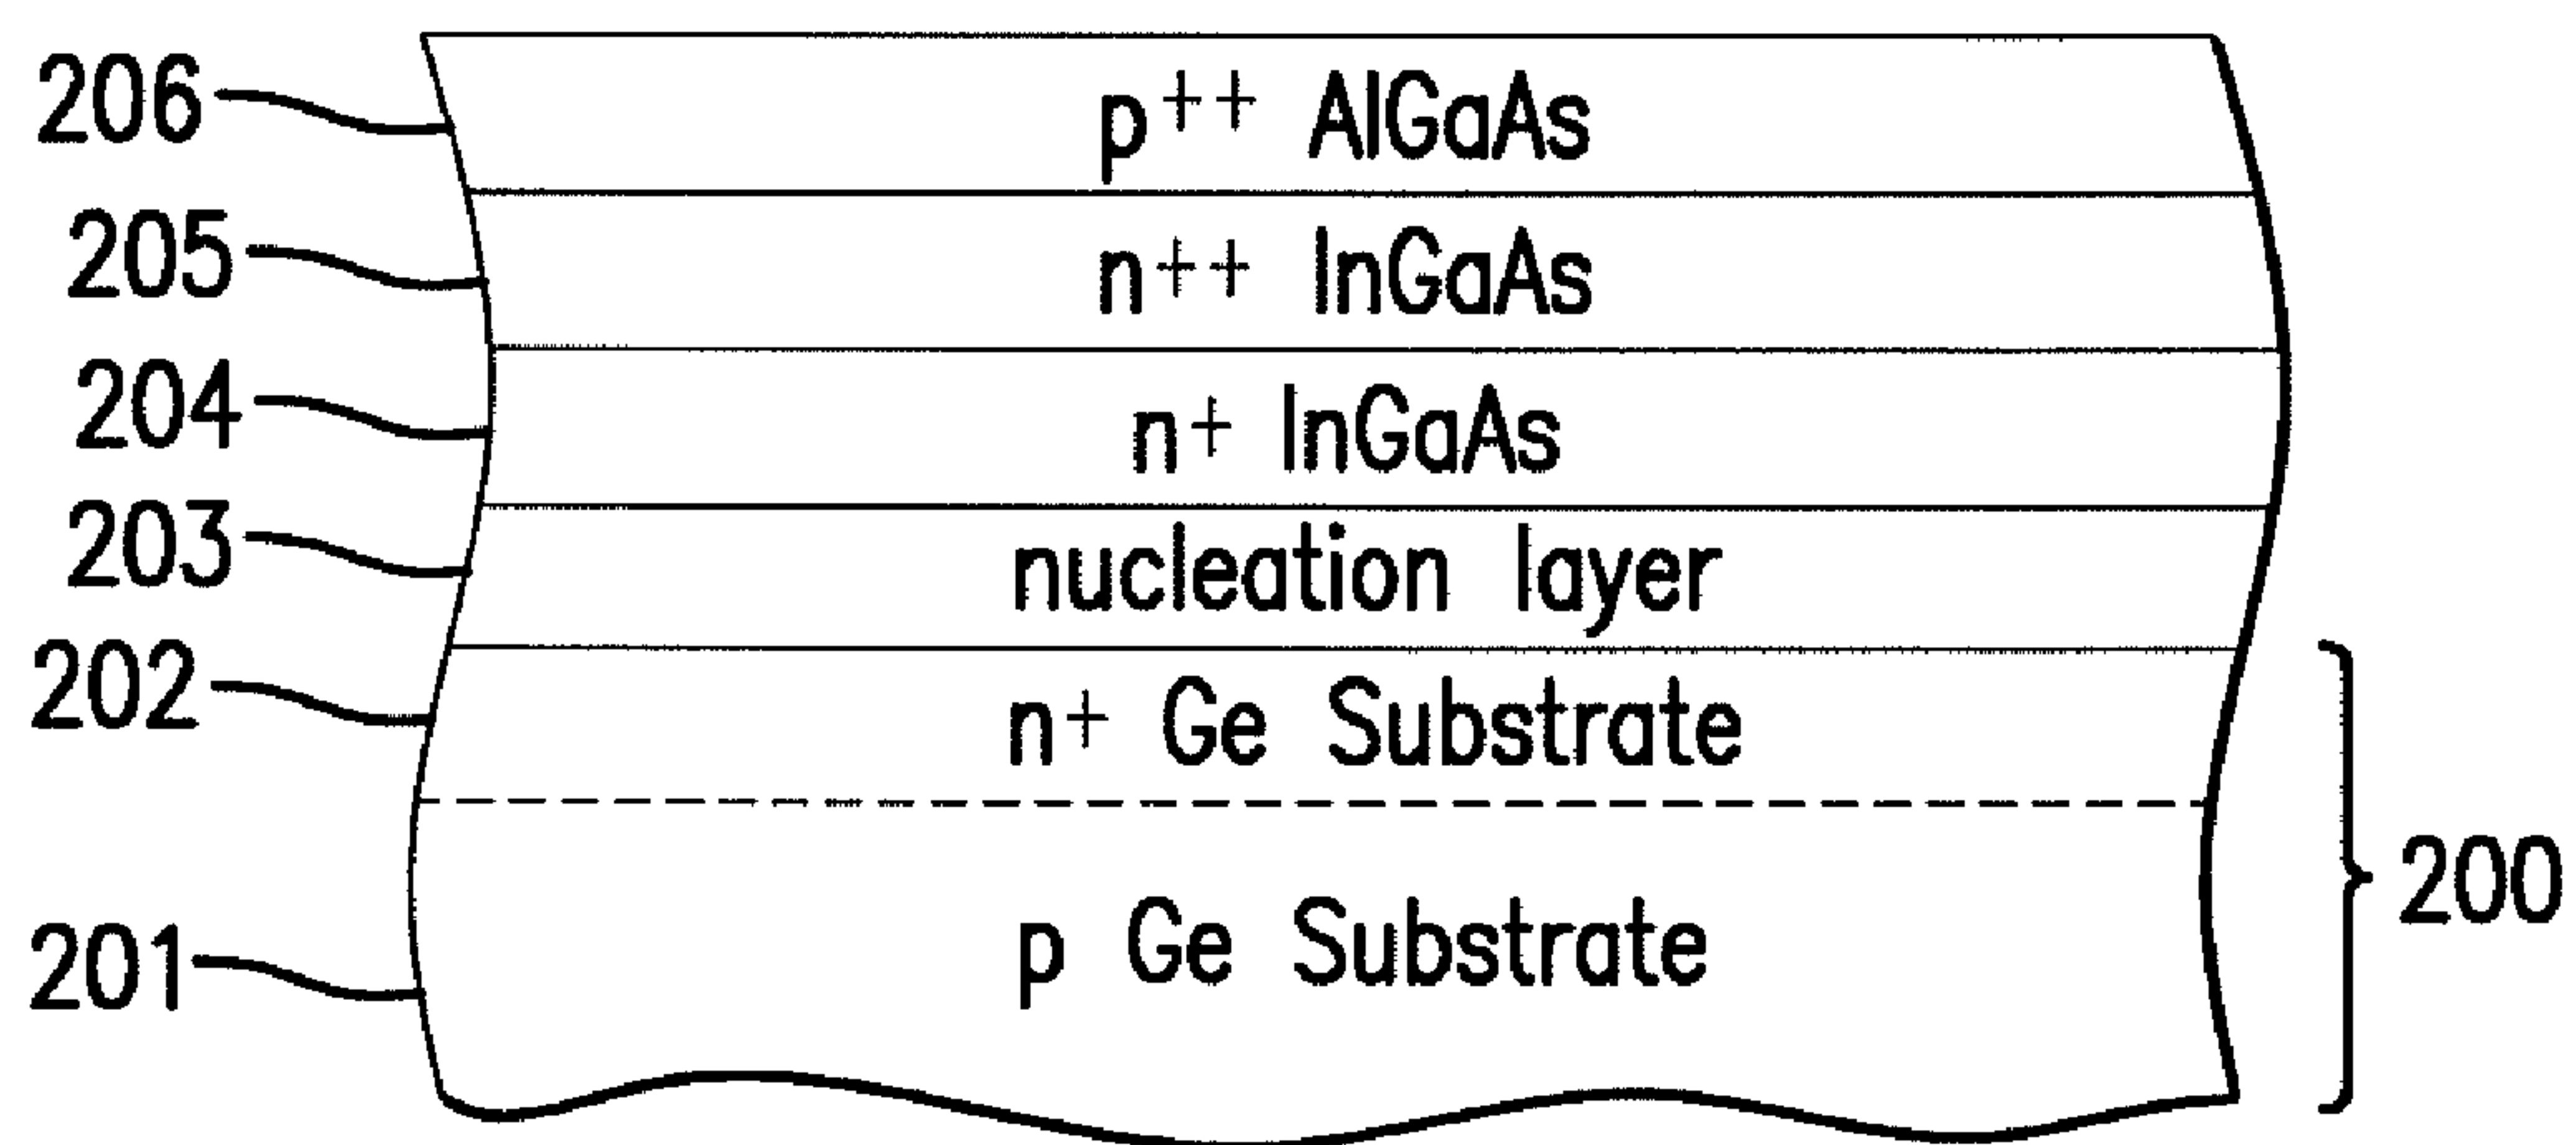 206
p++ AlGaAs
205
n++ InGaAs
204
n+ InGaAs
203
nucleation layer
202
n+ Ge Substrate
200
201
p Ge Substrate